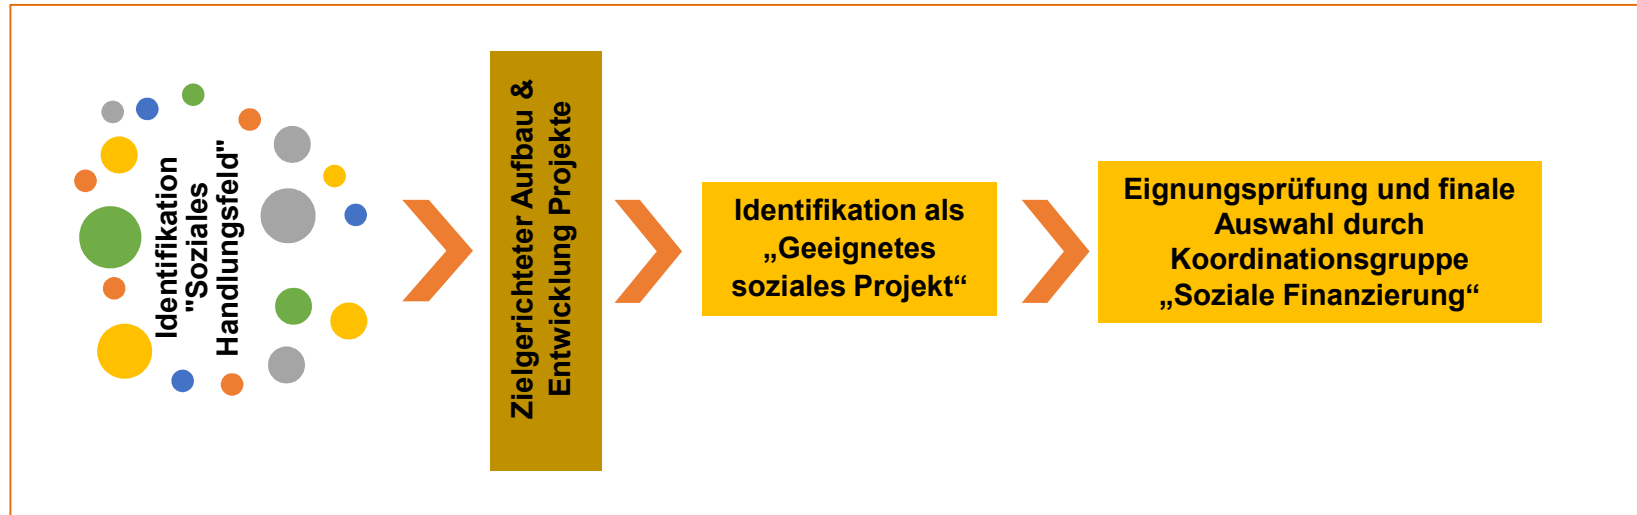 Identifikation
"Soziales
Handlungsfeld"
Zielgerichteter Aufbau &
Entwicklung Projekte
Identifikation als
„Geeignetes
soziales Projekt“
Eignungsprüfung und finale
Auswahl durch
Koordinationsgruppe
„Soziale Finanzierung“